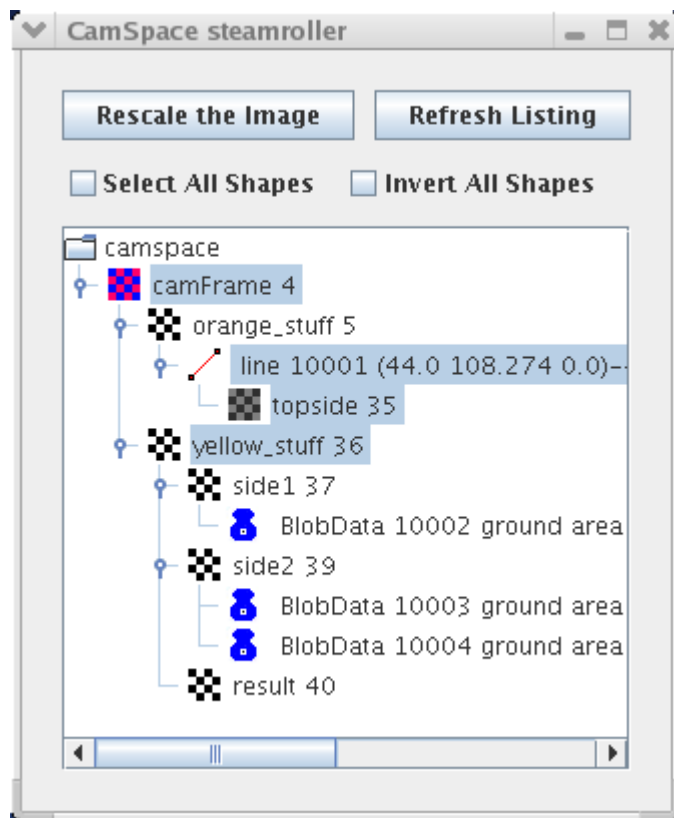 CamSpace steamroller
Rescale the Image Refresh Listing
Select All Shapes Invert All Shapes
camspace
camFrame 4
orange_stuff 5
line 10001 (44.0 108.274 0.0)--
topside 35
yellow_stuff 36
side1 37
BlobData 10002 ground area
side2 39
BlobData 10003 ground area
BlobData 10004 ground area
result 40